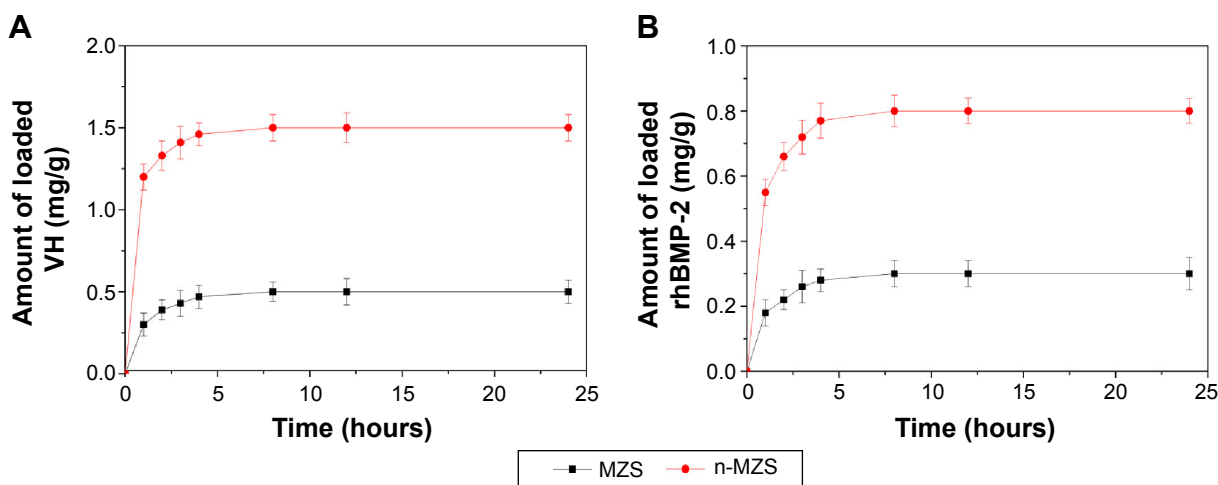 A
Amount of loaded
VH (mg/g)
2.0
1.5
1.0
0.5
0.0
0 5 10 15 20 25
Time (hours)
B
Amount of loaded
rhBMP-2 (mg/g)
1.0
0.8
0.6
0.4
0.2
0.0
0 5 10 15 20 25
Time (hours)
MZS n-MZS